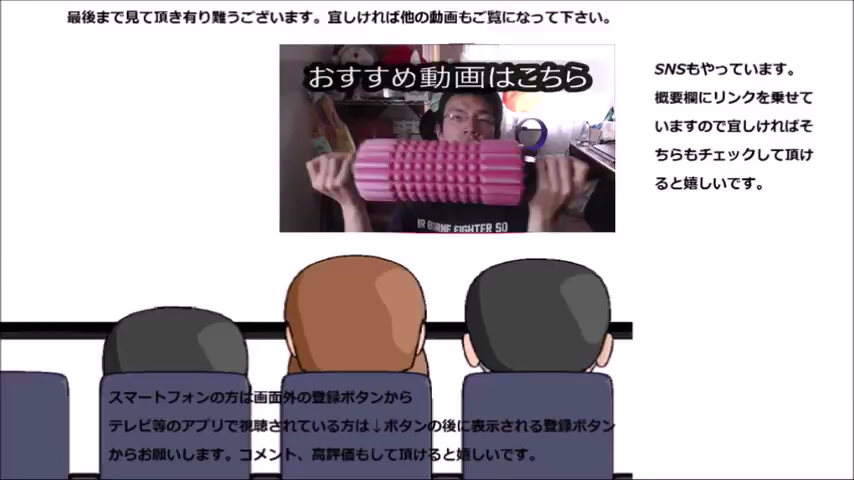 最後まで見て頂き有り難うございます。宜しければ他の動画もご覧になって下さい。
おすすめ動画はこちら
SNSもやっています。
概要欄にリンクを乗せて
いますので宜しければそ
ちらもチェックして頂け
ると嬉しいです。
スマートフォンの方は画面外の登録ボタンから
テレビ等のアプリで視聴されている方は↓ボタンの後に表示される登録ボタン
からお願いします。コメント、高評価もして頂けると嬉しいです。